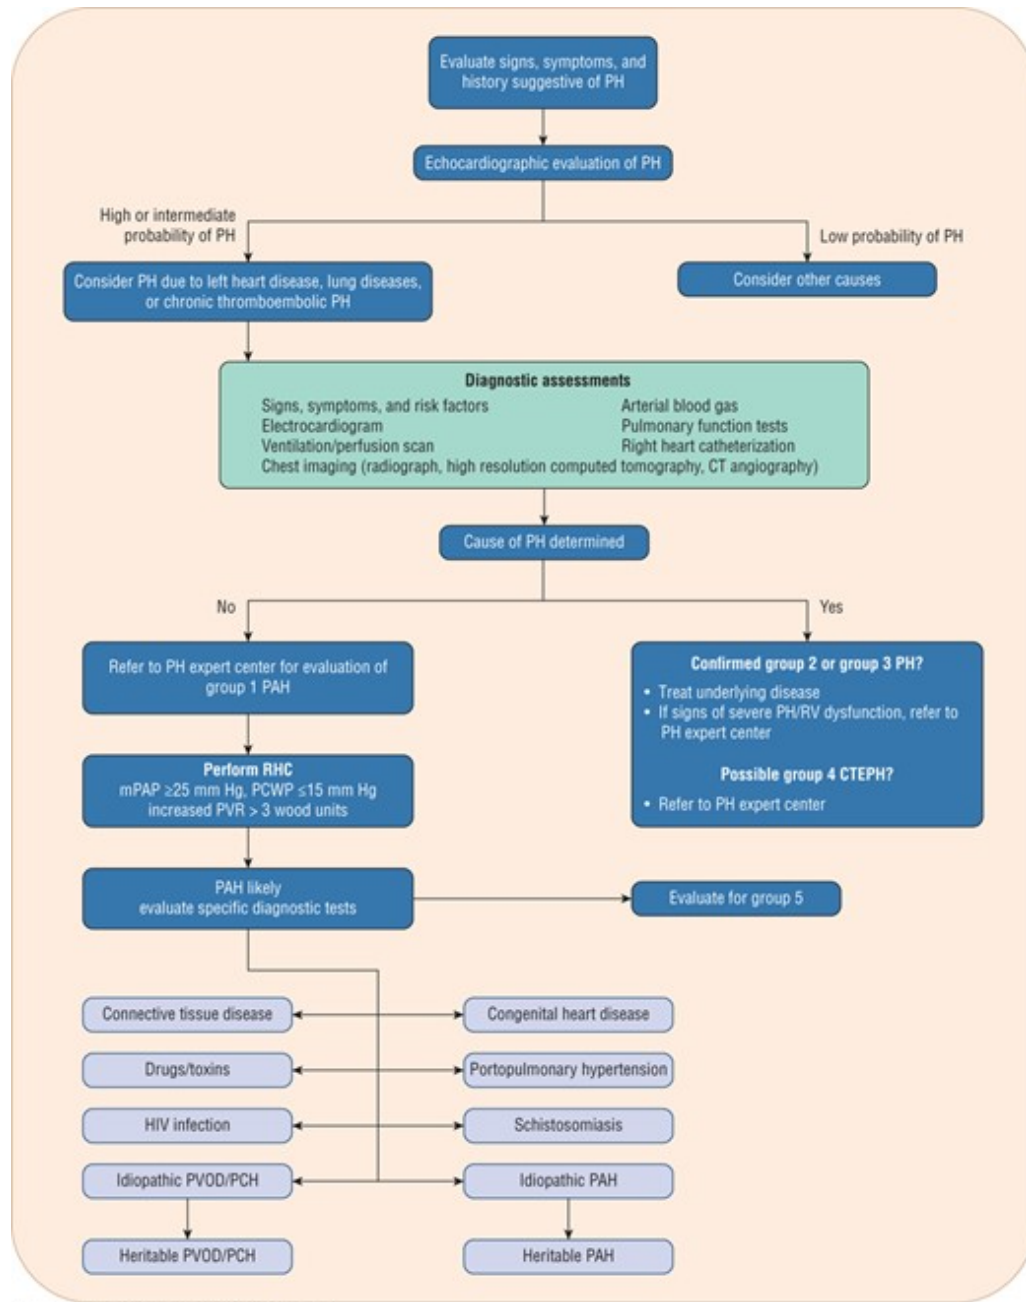 Evaluate signs, symptoms, and
history suggestive of PH
Echocardiographic evaluation of PH
High or intermediate
probability of PH
Low probability of PH
Consider PH due to left heart disease, lung diseases,
or chronic thromboembolic PH
Consider other causes
Diagnostic assessments
Signs, symptoms, and risk factors
Electrocardiogram
Ventilation/perfusion scan
Arterial blood gas
Pulmonary function tests
Right heart catheterization
Chest imaging (radiograph, high resolution computed tomography, CT angiography)
Cause of PH determined
No
Yes
Refer to PH expert center for evaluation of
group 1 PAH
Confirmed group 2 or group 3 PH?
• Treat underlying disease
• If signs of severe PH/RV dysfunction, refer to
PH expert center
Possible group 4 CTEPH?
• Refer to PH expert center
Perform RHC
mPAP ≥25 mm Hg, PCWP ≤15 mm Hg
increased PVR > 3 wood units
PAH likely
evaluate specific diagnostic tests
Evaluate for group 5
Connective tissue disease
Congenital heart disease
Drugs/toxins
Portopulmonary hypertension
HIV infection
Schistosomiasis
Idiopathic PVOD/PCH
Idiopathic PAH
Heritable PVOD/PCH
Heritable PAH